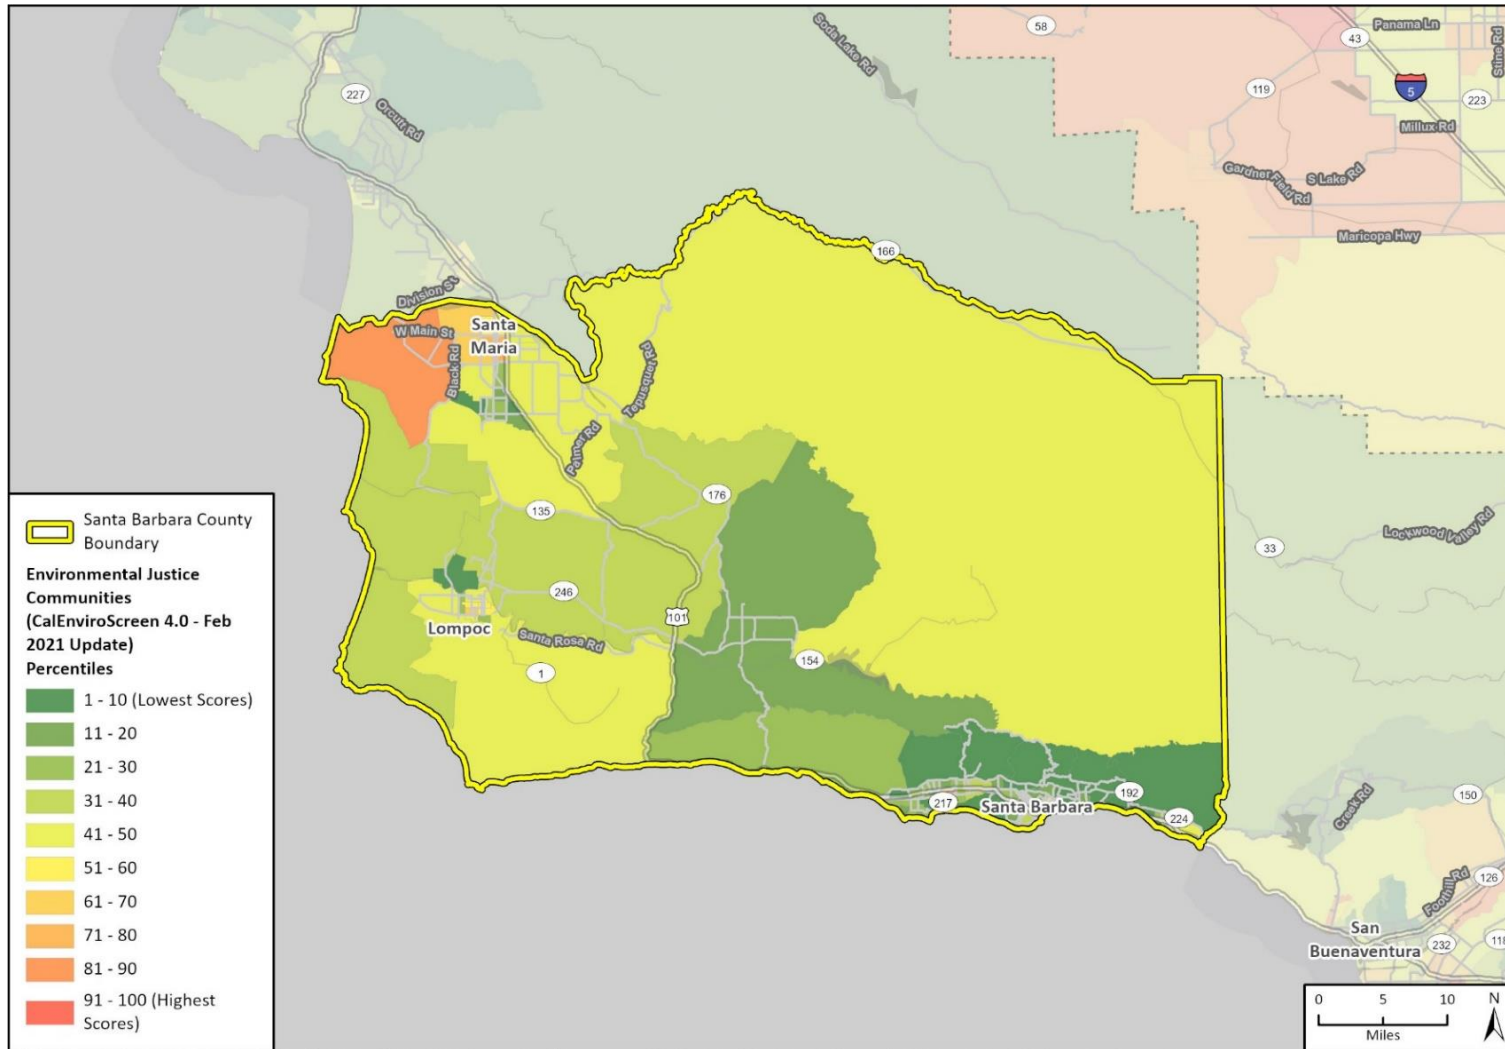 58
Soda Lake Rd
43
Panama Ln
Stine Rd
119
5
223
227
Orcutt Rd
Millux Rd
Gardner Field Rd
S Lake Rd
Maricopa Hwy
166
Division St
W Main St
Santa
Maria
Black Rd
Tepusquet Rd
Palmer Rd
176
135
33
Lockwood Valley Rd
246
101
Lompoc
Santa Rosa Rd
154
1
217
Santa Barbara
192
224
Creek Rd
150
126
Foothill Rd
San
Buenaventura
232
118
Santa Barbara County
Boundary
Environmental Justice
Communities
(CalEnviroScreen 4.0 - Feb
2021 Update)
Percentiles
1 - 10 (Lowest Scores)
11 - 20
21 - 30
31 - 40
41 - 50
51 - 60
61 - 70
71 - 80
81 - 90
91 - 100 (Highest
Scores)
0 5 10
Miles
N